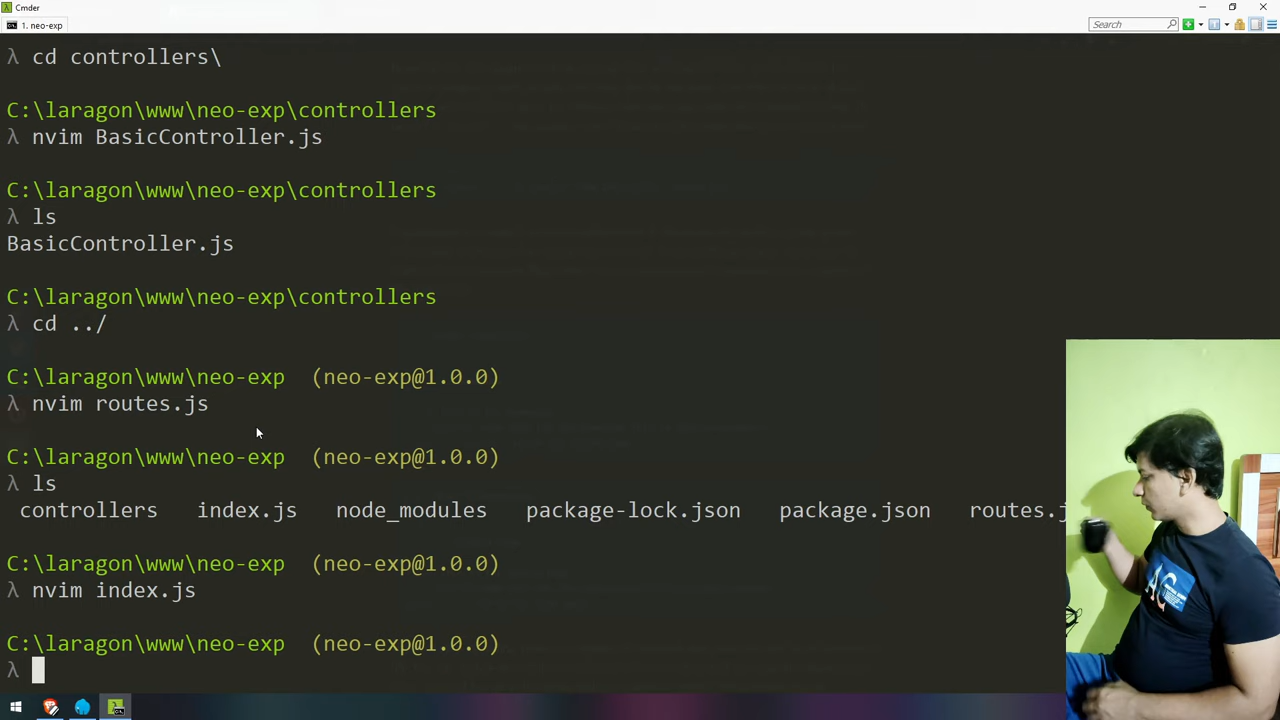 Cmder
1. neo-exp
Search
λ cd controllers\
C:\laragon\www\neo-exp\controllers
λ nvim BasicController.js
C:\laragon\www\neo-exp\controllers
λ ls
BasicController.js
C:\laragon\www\neo-exp\controllers
λ cd ../
C:\laragon\www\neo-exp (neo-exp@1.0.0)
λ nvim routes.js
C:\laragon\www\neo-exp (neo-exp@1.0.0)
λ ls
controllers index.js node_modules package-lock.json package.json routes.j
C:\laragon\www\neo-exp (neo-exp@1.0.0)
λ nvim index.js
C:\laragon\www\neo-exp (neo-exp@1.0.0)
λ